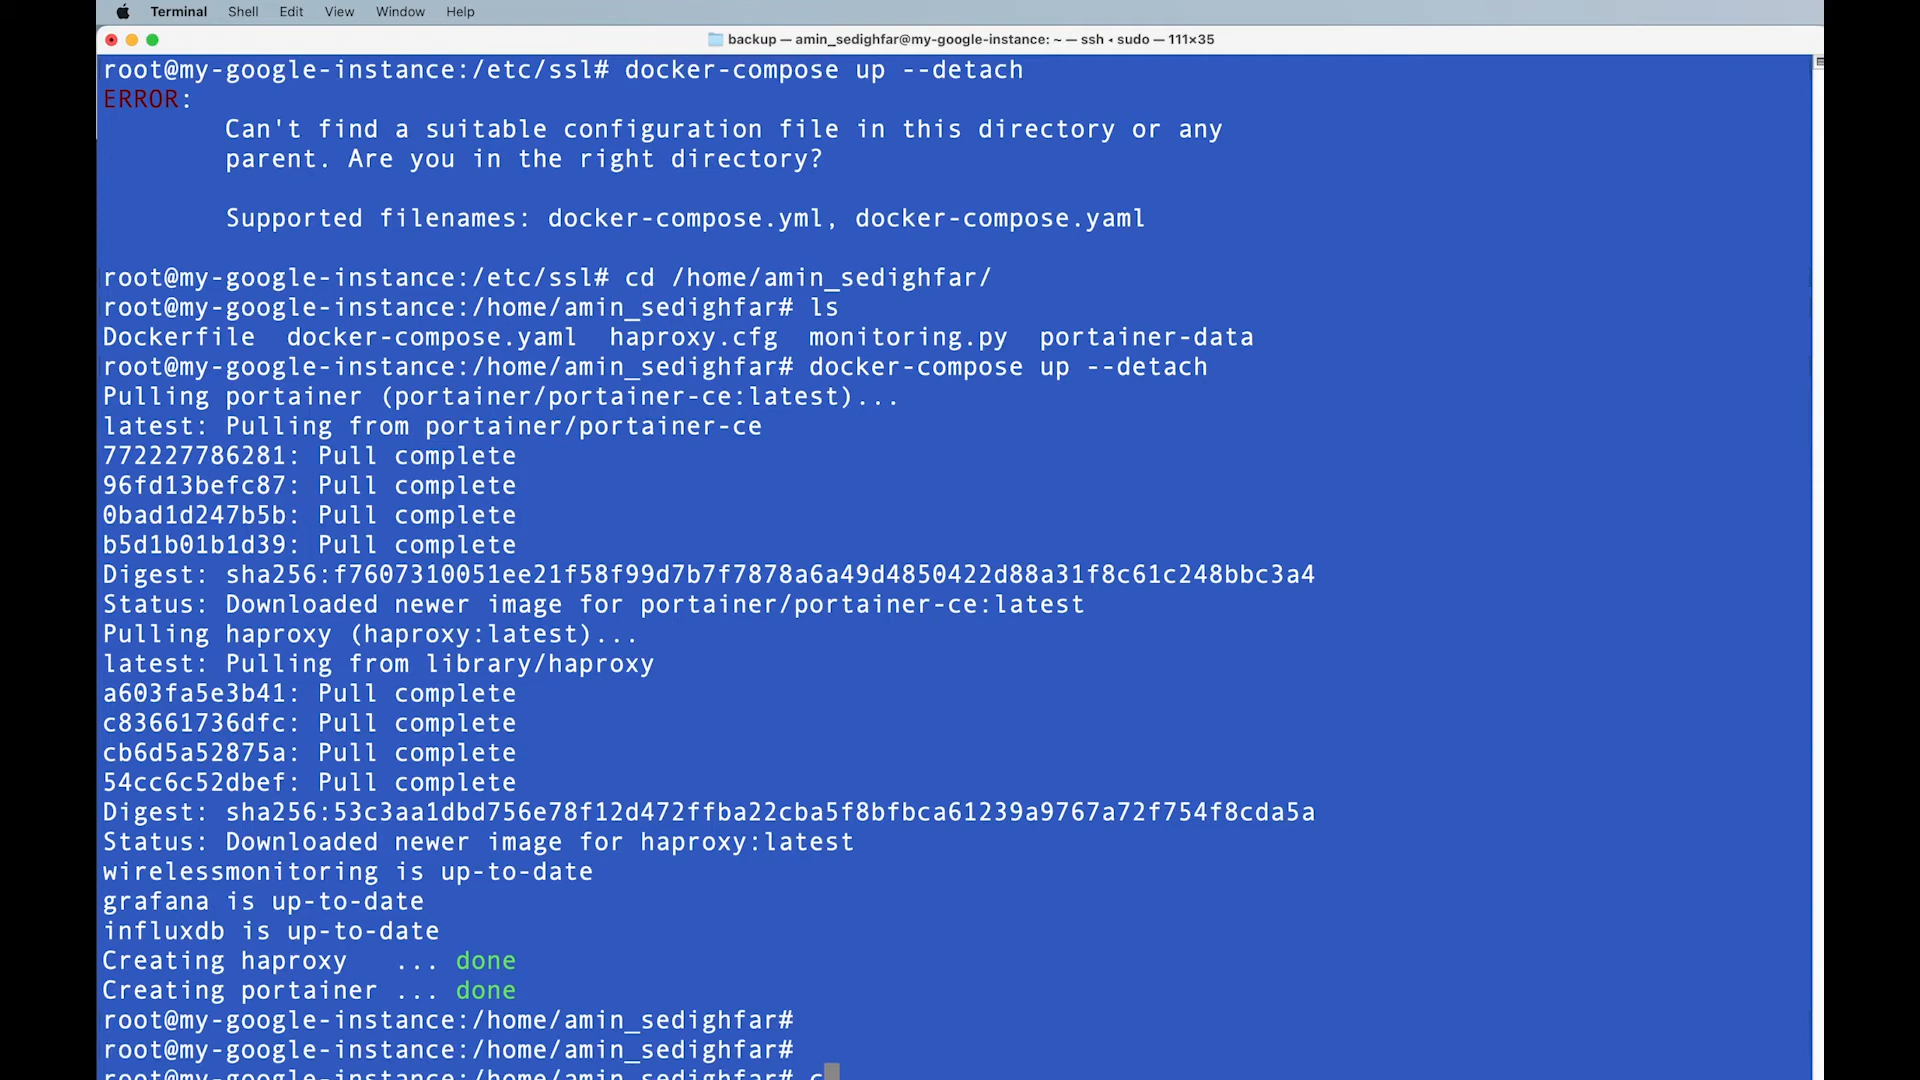 Terminal Shell Edit View Window Help
backup — amin_sedighfar@my-google-instance: ~ — ssh ◂ sudo — 111×35
root@my-google-instance:/etc/ssl# docker-compose up --detach
ERROR:
        Can't find a suitable configuration file in this directory or any
        parent. Are you in the right directory?
        Supported filenames: docker-compose.yml, docker-compose.yaml
root@my-google-instance:/etc/ssl# cd /home/amin_sedighfar/
root@my-google-instance:/home/amin_sedighfar# ls
Dockerfile  docker-compose.yaml  haproxy.cfg  monitoring.py  portainer-data
root@my-google-instance:/home/amin_sedighfar# docker-compose up --detach
Pulling portainer (portainer/portainer-ce:latest)...
latest: Pulling from portainer/portainer-ce
772227786281: Pull complete
96fd13befc87: Pull complete
0bad1d247b5b: Pull complete
b5d1b01b1d39: Pull complete
Digest: sha256:f7607310051ee21f58f99d7b7f7878a6a49d4850422d88a31f8c61c248bbc3a4
Status: Downloaded newer image for portainer/portainer-ce:latest
Pulling haproxy (haproxy:latest)...
latest: Pulling from library/haproxy
a603fa5e3b41: Pull complete
c83661736dfc: Pull complete
cb6d5a52875a: Pull complete
54cc6c52dbef: Pull complete
Digest: sha256:53c3aa1dbd756e78f12d472ffba22cba5f8bfbca61239a9767a72f754f8cda5a
Status: Downloaded newer image for haproxy:latest
wirelessmonitoring is up-to-date
grafana is up-to-date
influxdb is up-to-date
Creating haproxy   ... done
Creating portainer ... done
root@my-google-instance:/home/amin_sedighfar#
root@my-google-instance:/home/amin_sedighfar#
root@my-google-instance:/home/amin_sedighfar# c